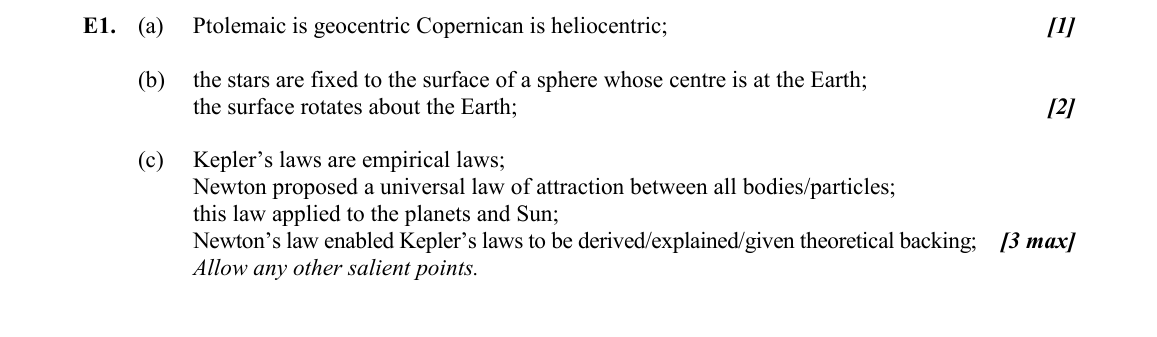 E1. (a) Ptolemaic is geocentric Copernican is heliocentric; [1]
(b) the stars are fixed to the surface of a sphere whose centre is at the Earth;
the surface rotates about the Earth; [2]
(c) Kepler’s laws are empirical laws;
Newton proposed a universal law of attraction between all bodies/particles;
this law applied to the planets and Sun;
Newton’s law enabled Kepler’s laws to be derived/explained/given theoretical backing; [3 max]
Allow any other salient points.